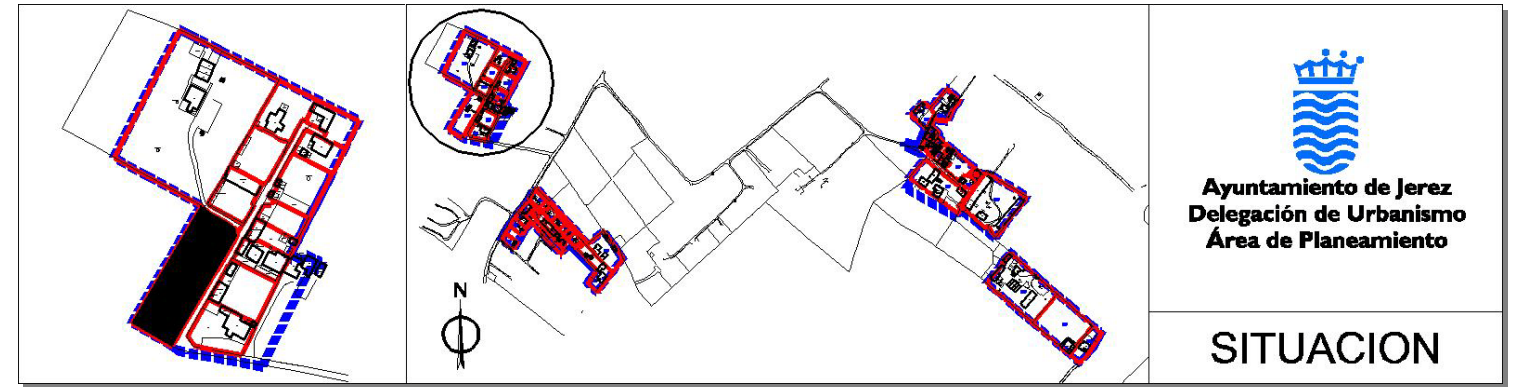 N
Ayuntamiento de Jerez
Delegación de Urbanismo
Área de Planeamiento
SITUACION